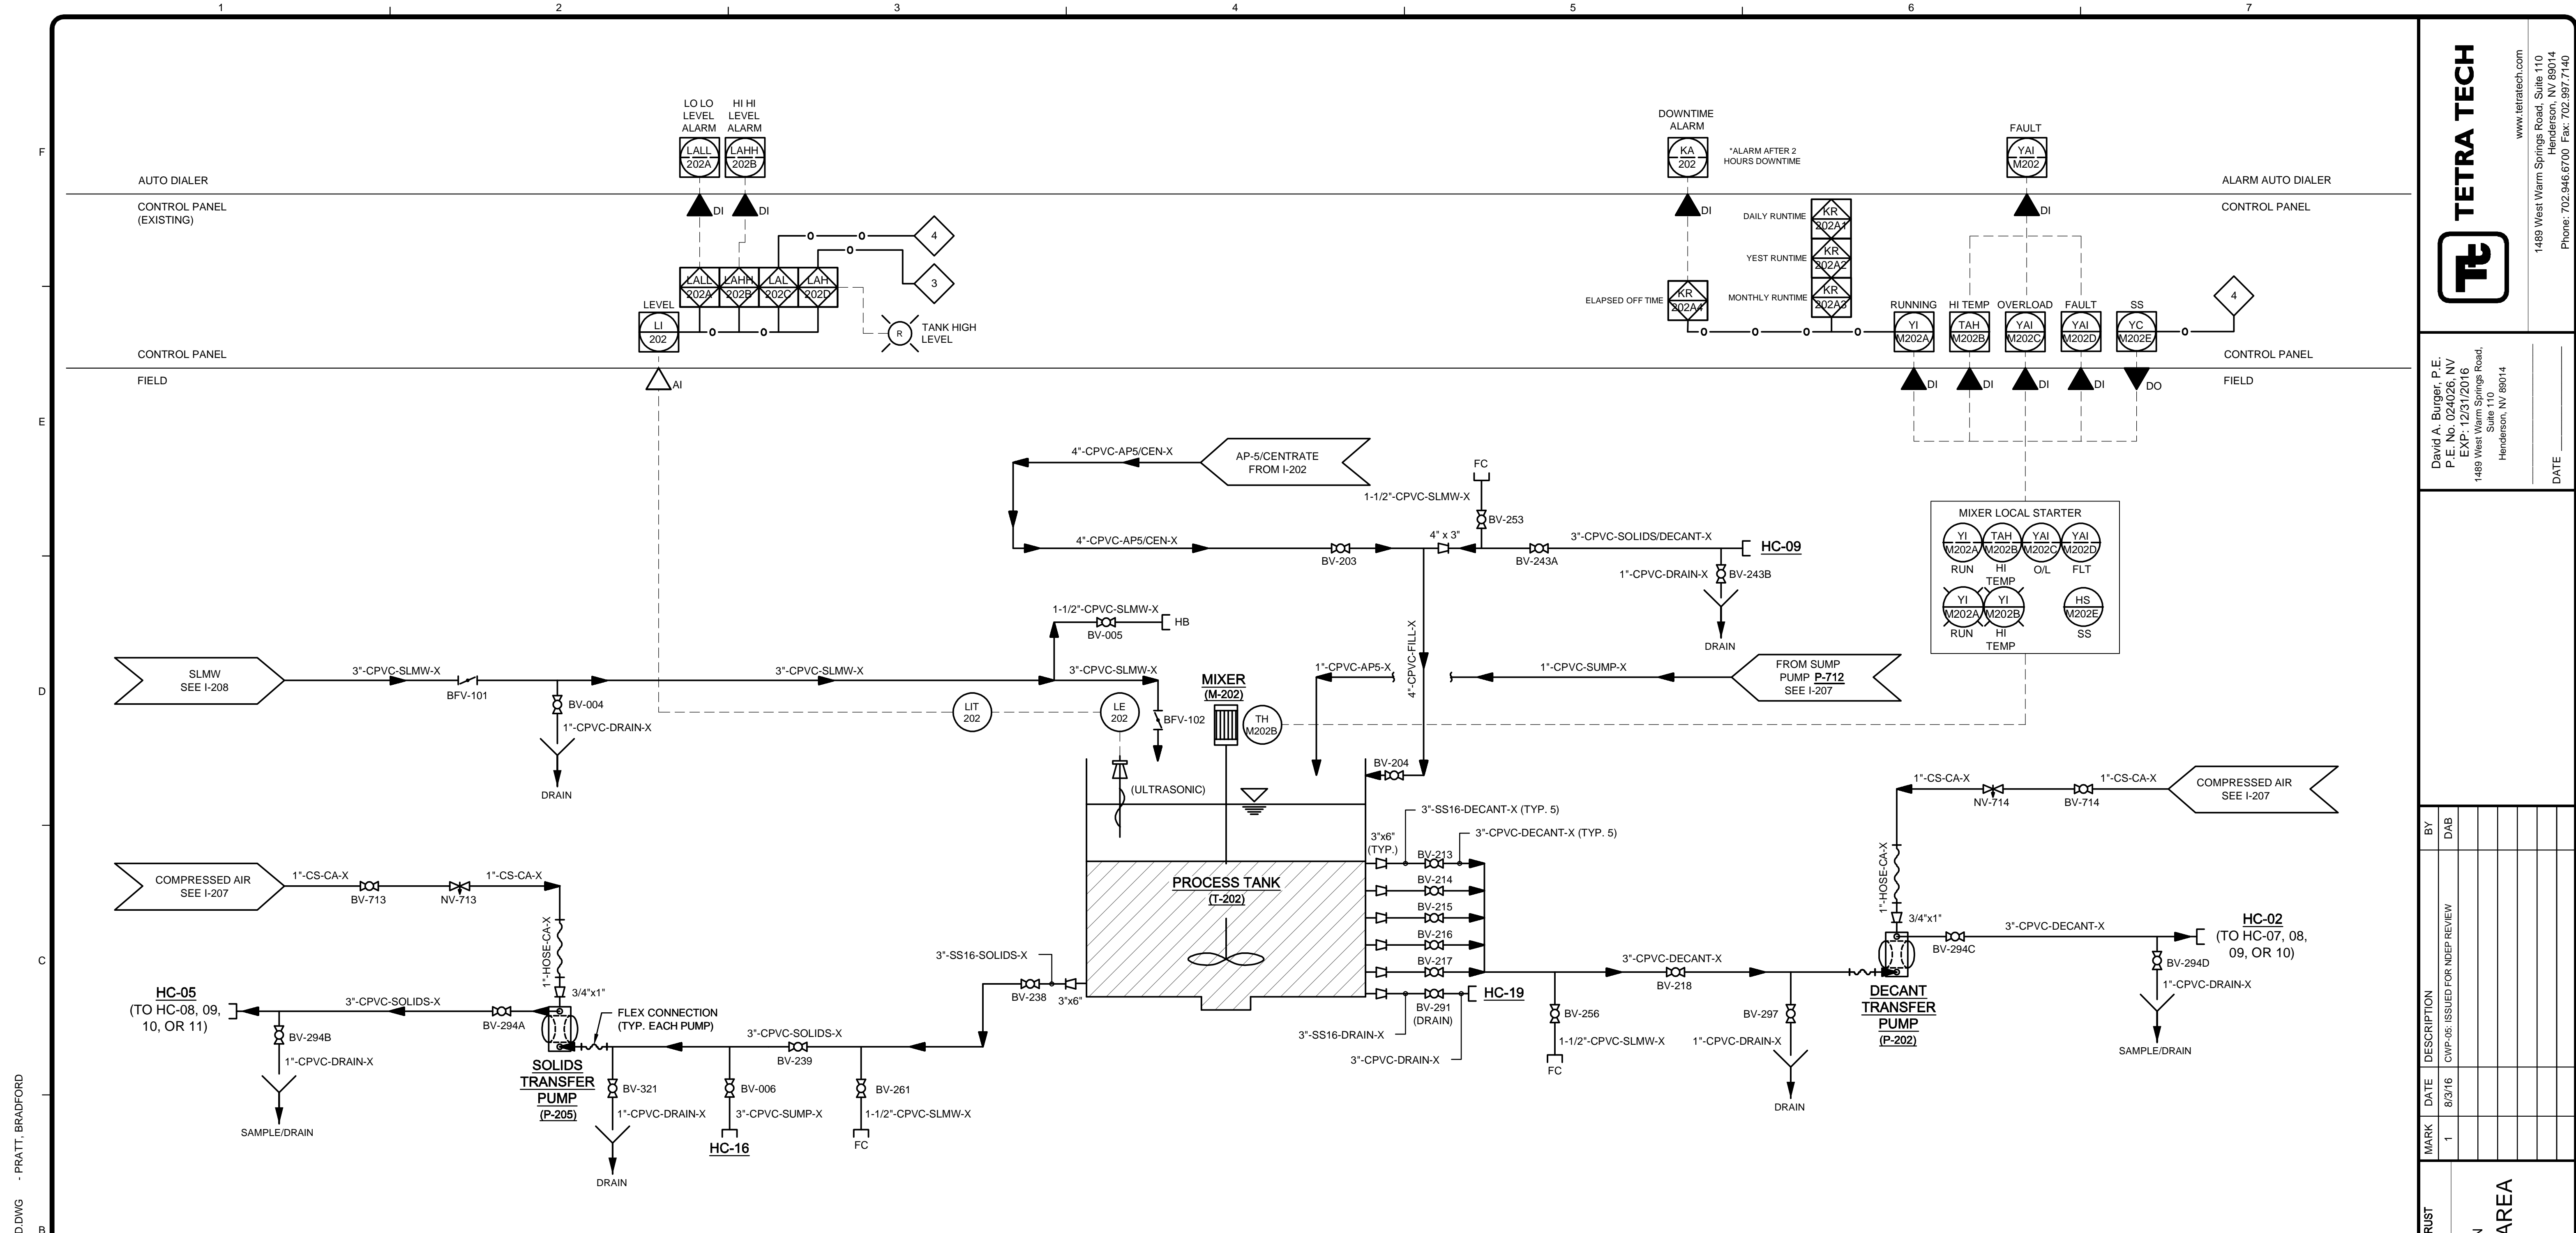 1
2
3
4
5
6
7
F
E
D
C
B
LO LO
LEVEL
ALARM
HI HI
LEVEL
ALARM
LALL
202A
LAHH
202B
DOWNTIME
ALARM
KA
202
*ALARM AFTER 2
HOURS DOWNTIME
FAULT
YAI
M202
AUTO DIALER
ALARM AUTO DIALER
CONTROL PANEL
(EXISTING)
CONTROL PANEL
DI
DI
DI
DI
4
3
LALL
202A
LAHH
202B
LAL
202C
LAH
202D
LEVEL
LI
202
R
TANK HIGH
LEVEL
DAILY RUNTIME
KR
202A1
YEST RUNTIME
KR
202A2
MONTHLY RUNTIME
KR
202A3
ELAPSED OFF TIME
KR
202A4
RUNNING
HI TEMP
OVERLOAD
FAULT
SS
YI
M202A
TAH
M202B
YAI
M202C
YAI
M202D
YC
M202E
4
CONTROL PANEL
CONTROL PANEL
FIELD
FIELD
AI
DI
DI
DI
DI
DO
4"-CPVC-AP5/CEN-X
AP-5/CENTRATE
FROM I-202
FC
1-1/2"-CPVC-SLMW-X
BV-253
4"-CPVC-AP5/CEN-X
BV-203
4" x 3"
BV-243A
3"-CPVC-SOLIDS/DECANT-X
HC-09
1"-CPVC-DRAIN-X
BV-243B
DRAIN
MIXER LOCAL STARTER
YI
M202A
TAH
M202B
YAI
M202C
YAI
M202D
RUN
HI
TEMP
O/L
FLT
YI
M202A
YI
M202B
HS
M202E
RUN
HI
TEMP
SS
SLMW
SEE I-208
3"-CPVC-SLMW-X
BFV-101
BV-004
1"-CPVC-DRAIN-X
DRAIN
3"-CPVC-SLMW-X
1-1/2"-CPVC-SLMW-X
BV-005
HB
3"-CPVC-SLMW-X
BFV-102
LIT
202
LE
202
MIXER
(M-202)
TH
M202B
1"-CPVC-AP5-X
4"-CPVC-FILL-X
1"-CPVC-SUMP-X
FROM SUMP
PUMP P-712
SEE I-207
BV-204
(ULTRASONIC)
PROCESS TANK
(T-202)
3"-SS16-DECANT-X (TYP. 5)
3"-CPVC-DECANT-X (TYP. 5)
3"x6"
(TYP.)
BV-213
BV-214
BV-215
BV-216
BV-217
BV-291
(DRAIN)
HC-19
3"-SS16-DRAIN-X
3"-CPVC-DRAIN-X
3"-CPVC-DECANT-X
BV-218
BV-256
1-1/2"-CPVC-SLMW-X
FC
BV-297
1"-CPVC-DRAIN-X
DRAIN
1"-CS-CA-X
NV-714
BV-714
1"-CS-CA-X
COMPRESSED AIR
SEE I-207
1"-HOSE-CA-X
3/4"x1"
BV-294C
3"-CPVC-DECANT-X
HC-02
(TO HC-07, 08,
09, OR 10)
BV-294D
1"-CPVC-DRAIN-X
SAMPLE/DRAIN
DECANT
TRANSFER
PUMP
(P-202)
COMPRESSED AIR
SEE I-207
1"-CS-CA-X
BV-713
NV-713
1"-CS-CA-X
1"-HOSE-CA-X
3/4"x1"
HC-05
(TO HC-08, 09,
10, OR 11)
3"-CPVC-SOLIDS-X
BV-294A
BV-294B
1"-CPVC-DRAIN-X
SAMPLE/DRAIN
FLEX CONNECTION
(TYP. EACH PUMP)
SOLIDS
TRANSFER
PUMP
(P-205)
BV-321
1"-CPVC-DRAIN-X
DRAIN
3"-CPVC-SOLIDS-X
BV-239
BV-006
3"-CPVC-SUMP-X
HC-16
BV-261
1-1/2"-CPVC-SLMW-X
FC
3"-SS16-SOLIDS-X
BV-238
3"x6"
TETRA TECH
Tt
www.tetratech.com
1489 West Warm Springs Road, Suite 110
Henderson, NV 89014
Phone: 702.946.6700 Fax: 702.997.7140
David A. Burger, P.E.
P.E. No. 024026, NV
EXP: 12/31/2016
1489 West Warm Springs Road,
Suite 110
Henderson, NV 89014
DATE
MARK
DATE
DESCRIPTION
BY
1
8/3/16
CWP-05: ISSUED FOR NDEP REVIEW
DAB
RUST
N
AREA
D.DWG - PRATT, BRADFORD